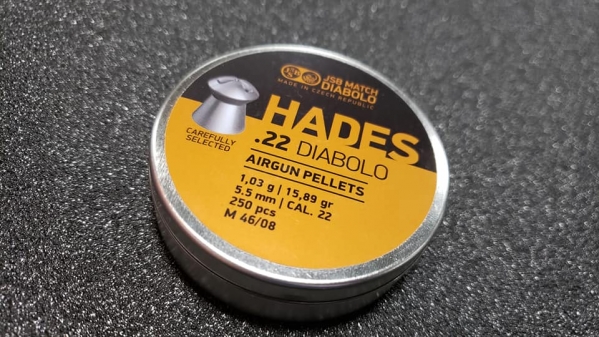 JSB MATCH
DIABOLO
MADE IN CZECH REPUBLIC
HADES
CAREFULLY
SELECTED
.22 DIABOLO
AIRGUN PELLETS
1,03 g | 15,89 gr
5.5 mm | CAL. 22
250 pcs
M 46/08